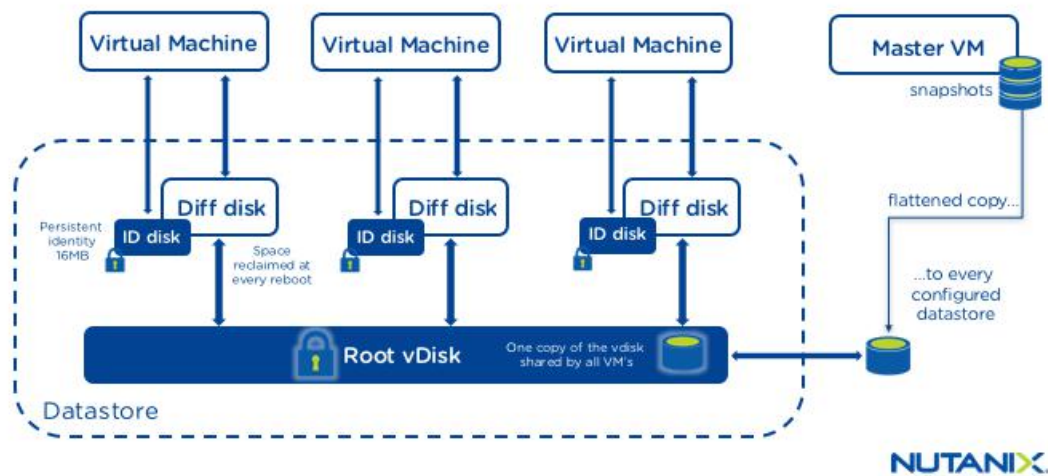 Virtual Machine
Virtual Machine
Virtual Machine
Master VM
snapshots
Diff disk
ID disk
Persistent
identity
16MB
Space
reclaimed at
every reboot
Diff disk
ID disk
Diff disk
ID disk
flattened copy...
...to every
configured
datastore
Root vDisk
One copy of the vdisk
shared by all VM's
Datastore
NUTANIX